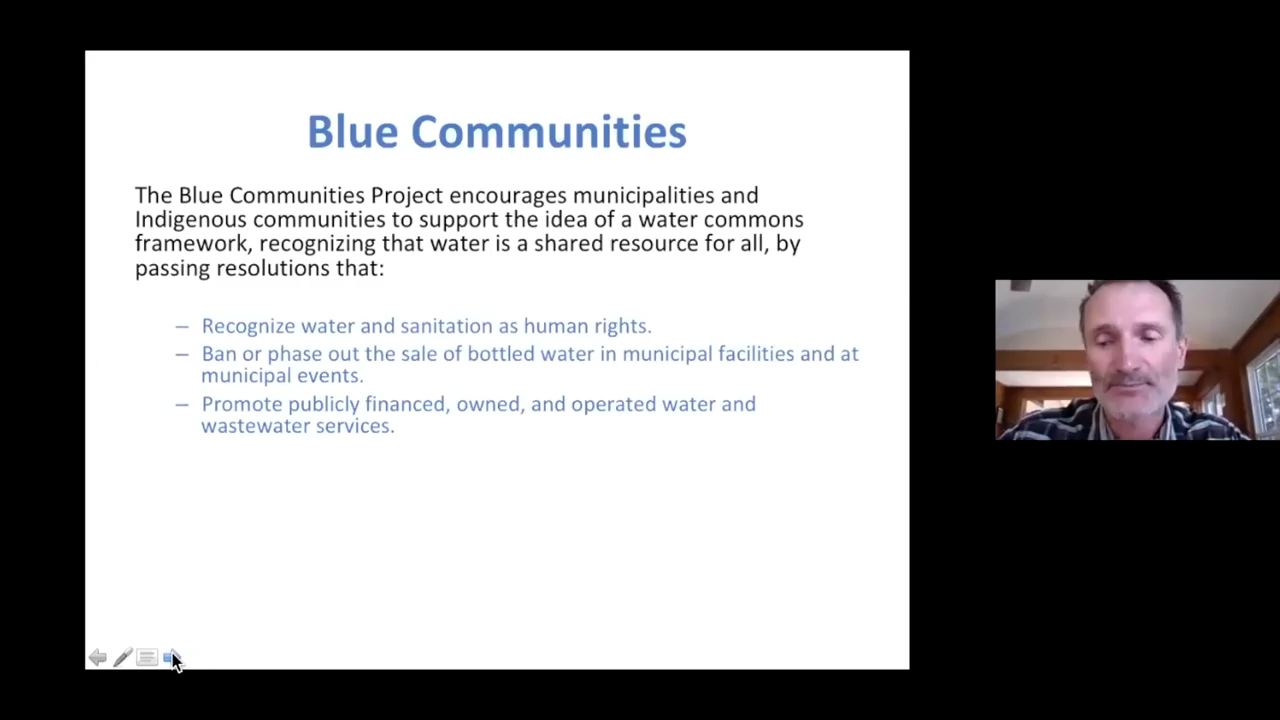 Blue Communities
The Blue Communities Project encourages municipalities and
Indigenous communities to support the idea of a water commons
framework, recognizing that water is a shared resource for all, by
passing resolutions that:
– Recognize water and sanitation as human rights.
– Ban or phase out the sale of bottled water in municipal facilities and at
municipal events.
– Promote publicly financed, owned, and operated water and
wastewater services.